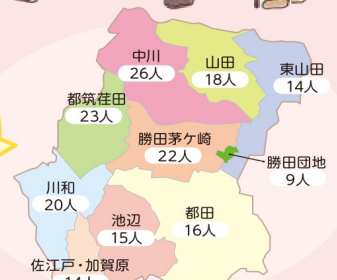 中川
26人
山田
18人
東山田
14人
都筑荏田
23人
勝田茅ケ崎
22人
勝田団地
9人
川和
20人
池辺
15人
都田
16人
佐江戸・加賀原
14人